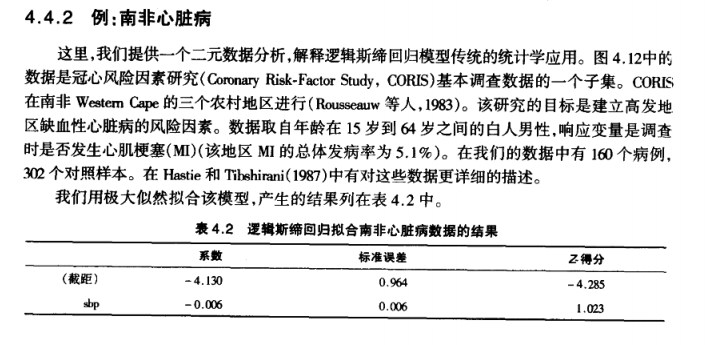 4.4.2 例:南非心脏病
这里,我们提供一个二元数据分析,解释逻辑斯缔回归模型传统的统计学应用。图 4.12中的
数据是冠心风险因素研究(Coronary Risk-Factor Study, CORIS)基本调查数据的一个子集。CORIS
在南非 Western Cape 的三个农村地区进行(Rousseauw 等人,1983)。该研究的目标是建立高发地
区缺血性心脏病的风险因素。数据取自年龄在 15 岁到 64 岁之间的白人男性,响应变量是调查
时是否发生心肌梗塞(MI)(该地区 MI 的总体发病率为 5.1%)。在我们的数据中有 160 个病例,
302 个对照样本。在 Hastie 和 Tibshirani(1987)中有对这些数据更详细的描述。
我们用极大似然拟合该模型,产生的结果列在表 4.2 中。
表 4.2 逻辑斯缔回归拟合南非心脏病数据的结果
系数 标准误差 Z 得分
(截距) -4.130 0.964 -4.285
sbp -0.006 0.006 1.023